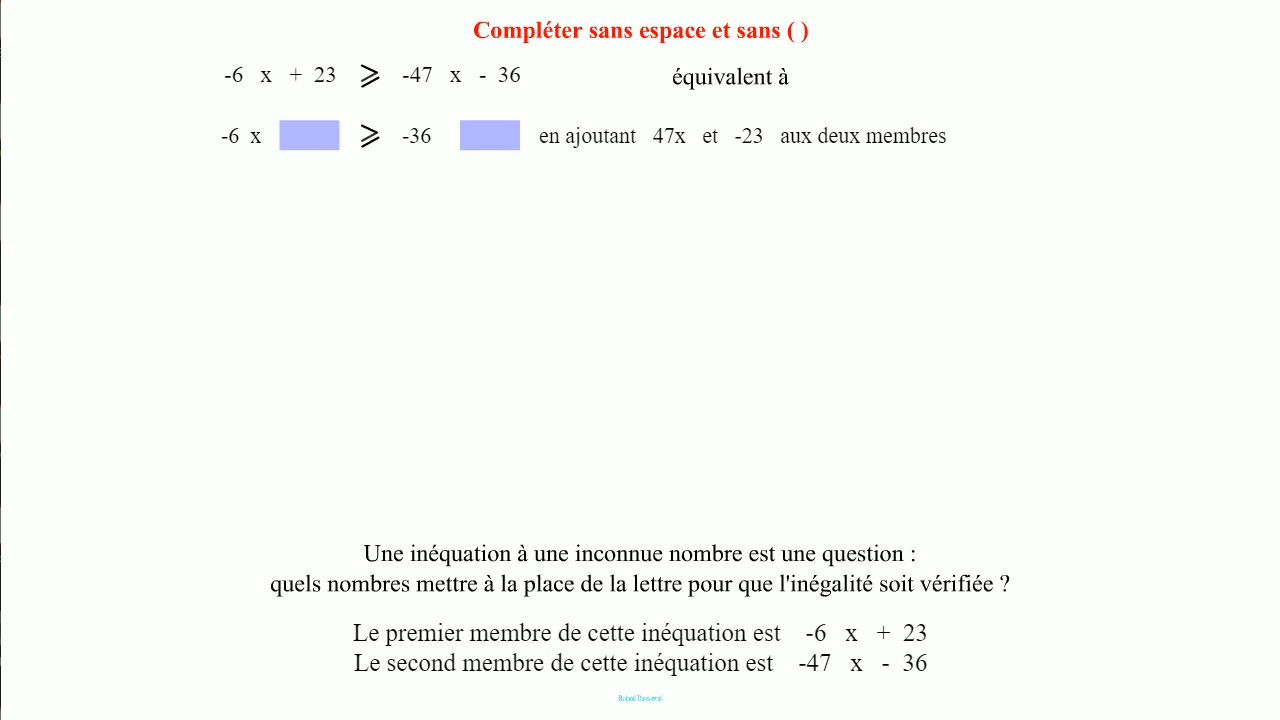 Compléter sans espace et sans ( )
-6 x + 23 ⩾ -47 x - 36 équivalent à
-6 x ⩾ -36 en ajoutant 47x et -23 aux deux membres
Une inéquation à une inconnue nombre est une question :
quels nombres mettre à la place de la lettre pour que l'inégalité soit vérifiée ?
Le premier membre de cette inéquation est -6 x + 23
Le second membre de cette inéquation est -47 x - 36
Roland